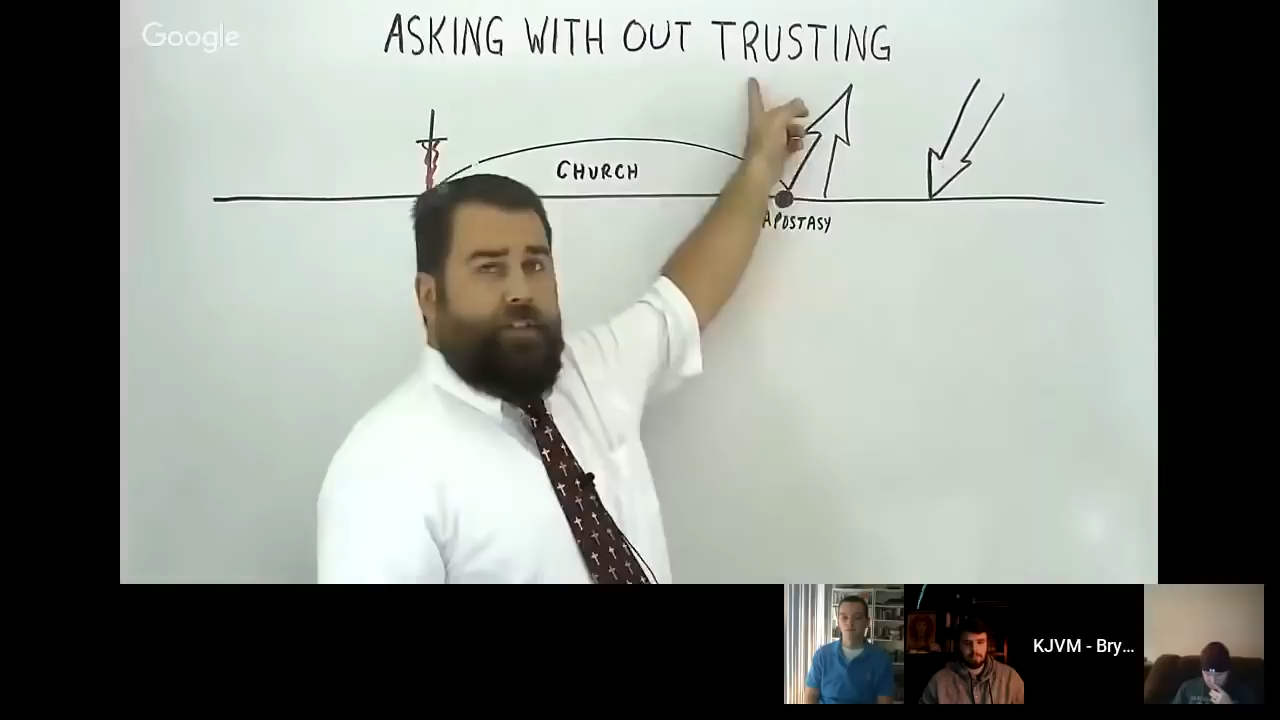 Google
ASKING WITH OUT TRUSTING
CHURCH
APOSTASY
KJVM - Bry...